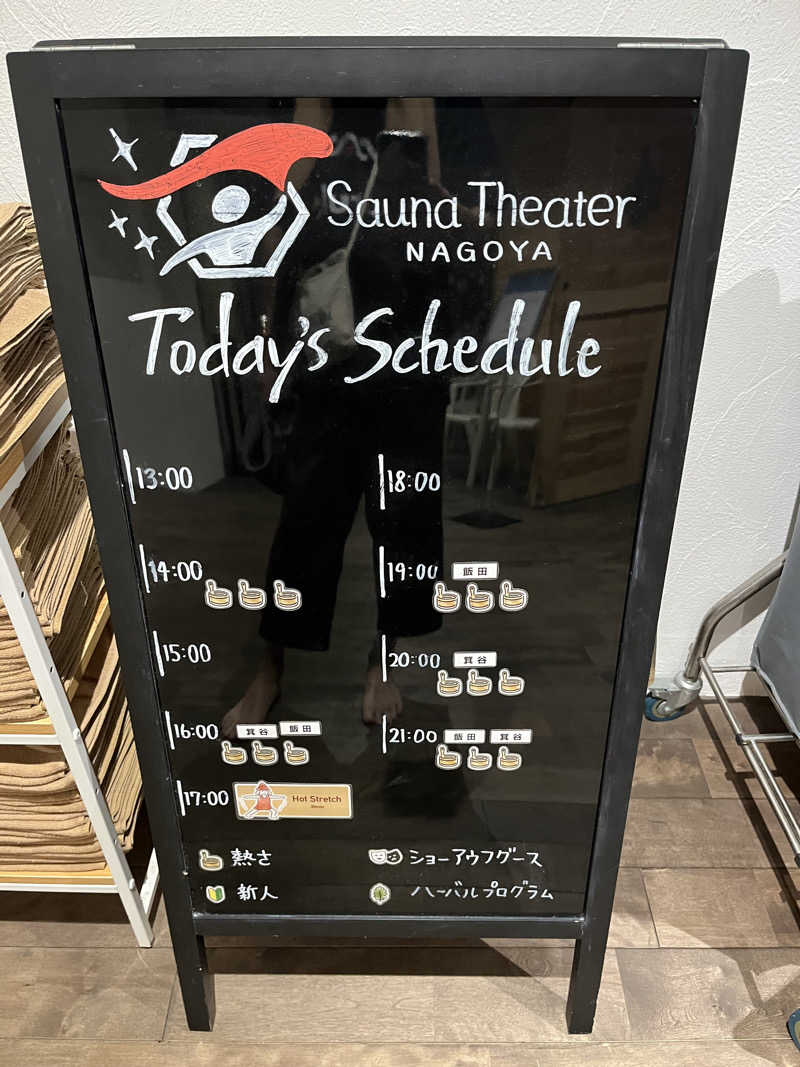 Sauna Theater
NAGOYA
Today's Schedule
13:00
14:00
15:00
16:00 箕谷 飯田
17:00 Hot Stretch
18:00
19:00 飯田
20:00 箕谷
21:00 飯田 箕谷
熱さ
新人
ショーアウフグース
ハーバルプログラム